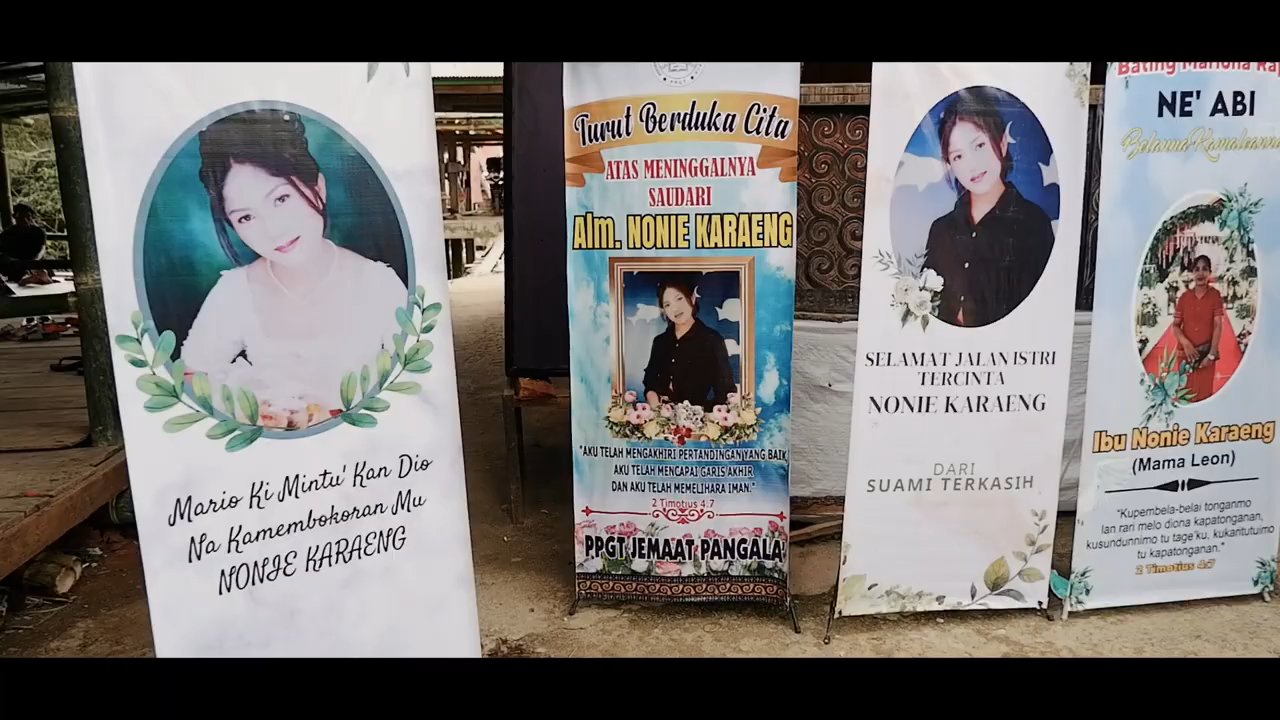 Mario Ki Mintu' Kan Dio
Na Kamembokoran Mu
NONIE KARAENG
Turut Berduka Cita
ATAS MENINGGALNYA
SAUDARI
Alm. NONIE KARAENG
"AKU TELAH MENGAKHIRI PERTANDINGAN YANG BAIK,
AKU TELAH MENCAPAI GARIS AKHIR
DAN AKU TELAH MEMELIHARA IMAN."
2 Timotius 4:7
PPGT JEMAAT PANGALA'
SELAMAT JALAN ISTRI
TERCINTA
NONIE KARAENG
DARI
SUAMI TERKASIH
Bating
NE' ABI
Ibu Nonie Karaeng
(Mama Leon)
"Kupembela-belai tonganmo
lan rari melo diona kapatonganan,
kusundunnimo tu tage'ku, kukaritutuimo
tu kapatonganan."
2 Timotius 4:7